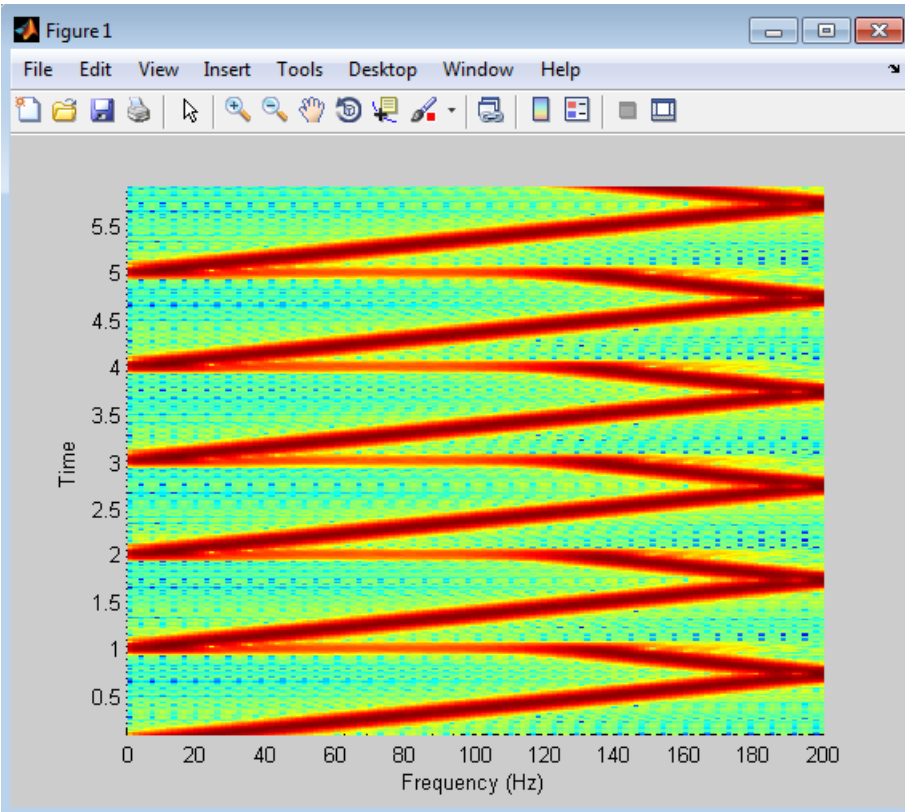 Figure 1
File Edit View Insert Tools Desktop Window Help
5.5
5
4.5
4
3.5
3
2.5
2
1.5
1
0.5
Time
0 20 40 60 80 100 120 140 160 180 200
Frequency (Hz)